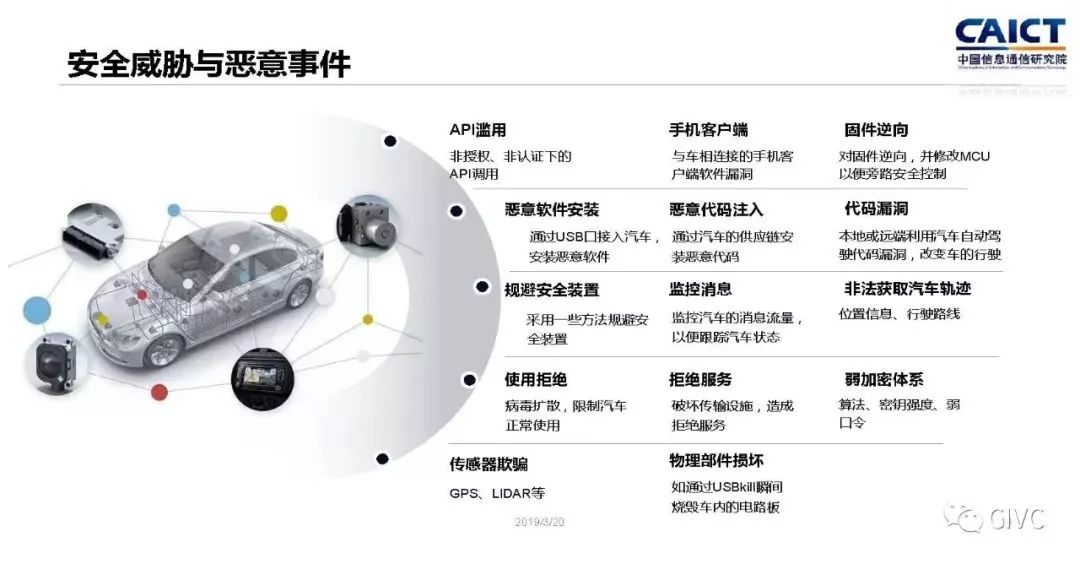 安全威胁与恶意事件
CAICT
中国信息通信研究院
API滥用
非授权、非认证下的
API调用
手机客户端
与车相连接的手机客
户端软件漏洞
固件逆向
对固件逆向，并修改MCU
以便旁路安全控制
恶意软件安装
通过USB口接入汽车，
安装恶意软件
恶意代码注入
通过汽车的供应链安
装恶意代码
代码漏洞
本地或远端利用汽车自动驾
驶代码漏洞，改变车的行驶
规避安全装置
采用一些方法规避安
全装置
监控消息
监控汽车的消息流量，
以便跟踪汽车状态
非法获取汽车轨迹
位置信息、行驶路线
使用拒绝
病毒扩散，限制汽车
正常使用
拒绝服务
破坏传输设施，造成
拒绝服务
弱加密体系
算法、密钥强度、弱
口令
传感器欺骗
GPS、LIDAR等
物理部件损坏
如通过USBkill瞬间
烧毁车内的电路板
2019/3/20
GIVC